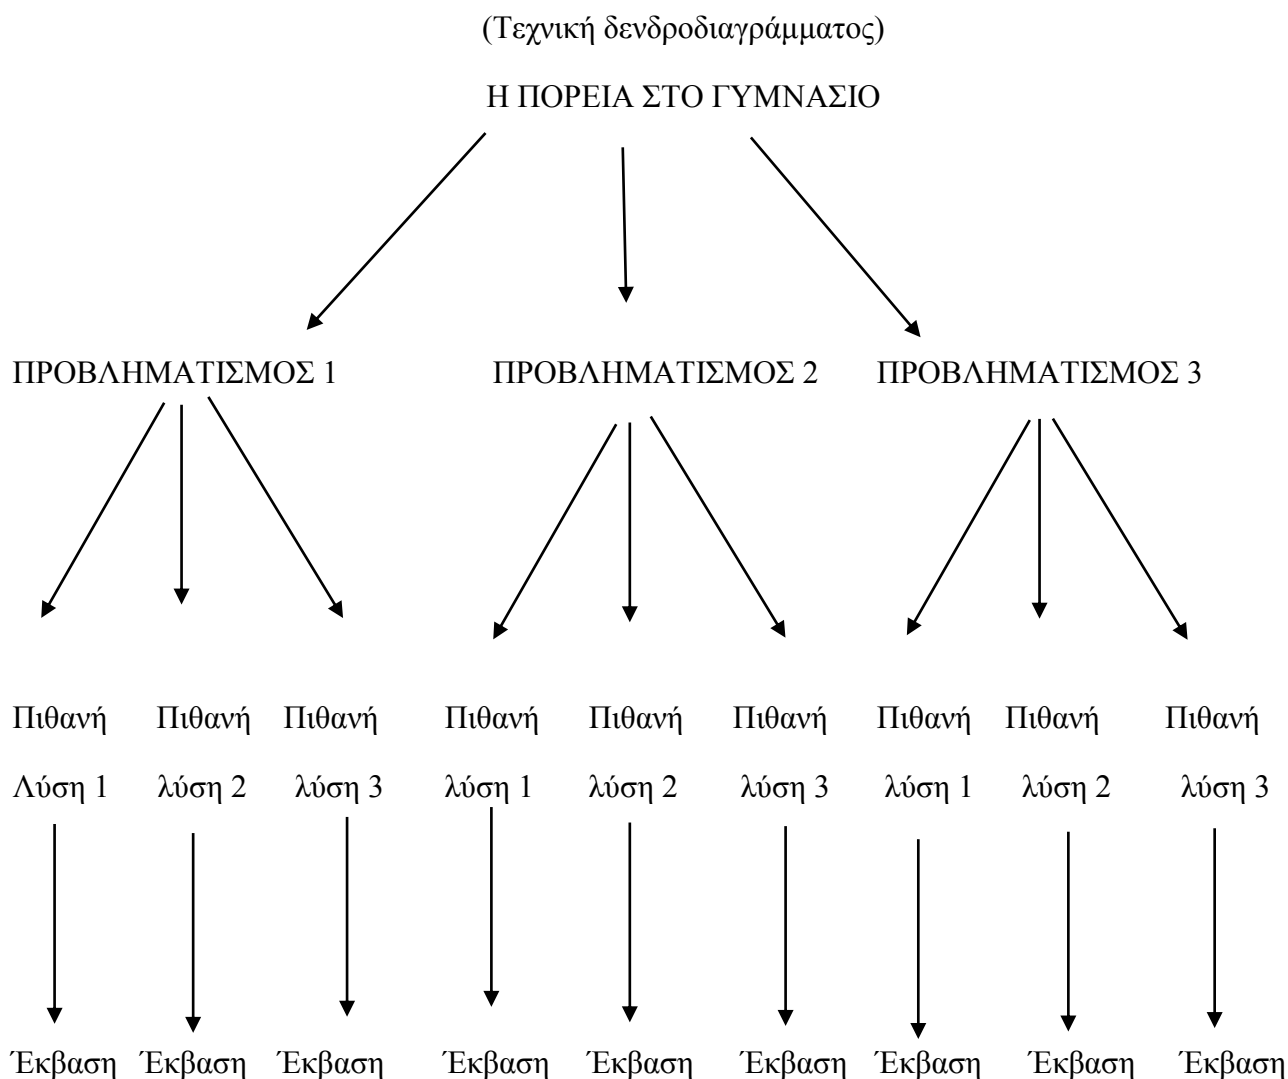 (Τεχνική δενδροδιαγράμματος)
Η ΠΟΡΕΙΑ ΣΤΟ ΓΥΜΝΑΣΙΟ
ΠΡΟΒΛΗΜΑΤΙΣΜΟΣ 1 ΠΡΟΒΛΗΜΑΤΙΣΜΟΣ 2 ΠΡΟΒΛΗΜΑΤΙΣΜΟΣ 3
Πιθανή Πιθανή Πιθανή Πιθανή Πιθανή Πιθανή Πιθανή Πιθανή Πιθανή
Λύση 1 λύση 2 λύση 3 λύση 1 λύση 2 λύση 3 λύση 1 λύση 2 λύση 3
Έκβαση Έκβαση Έκβαση Έκβαση Έκβαση Έκβαση Έκβαση Έκβαση Έκβαση